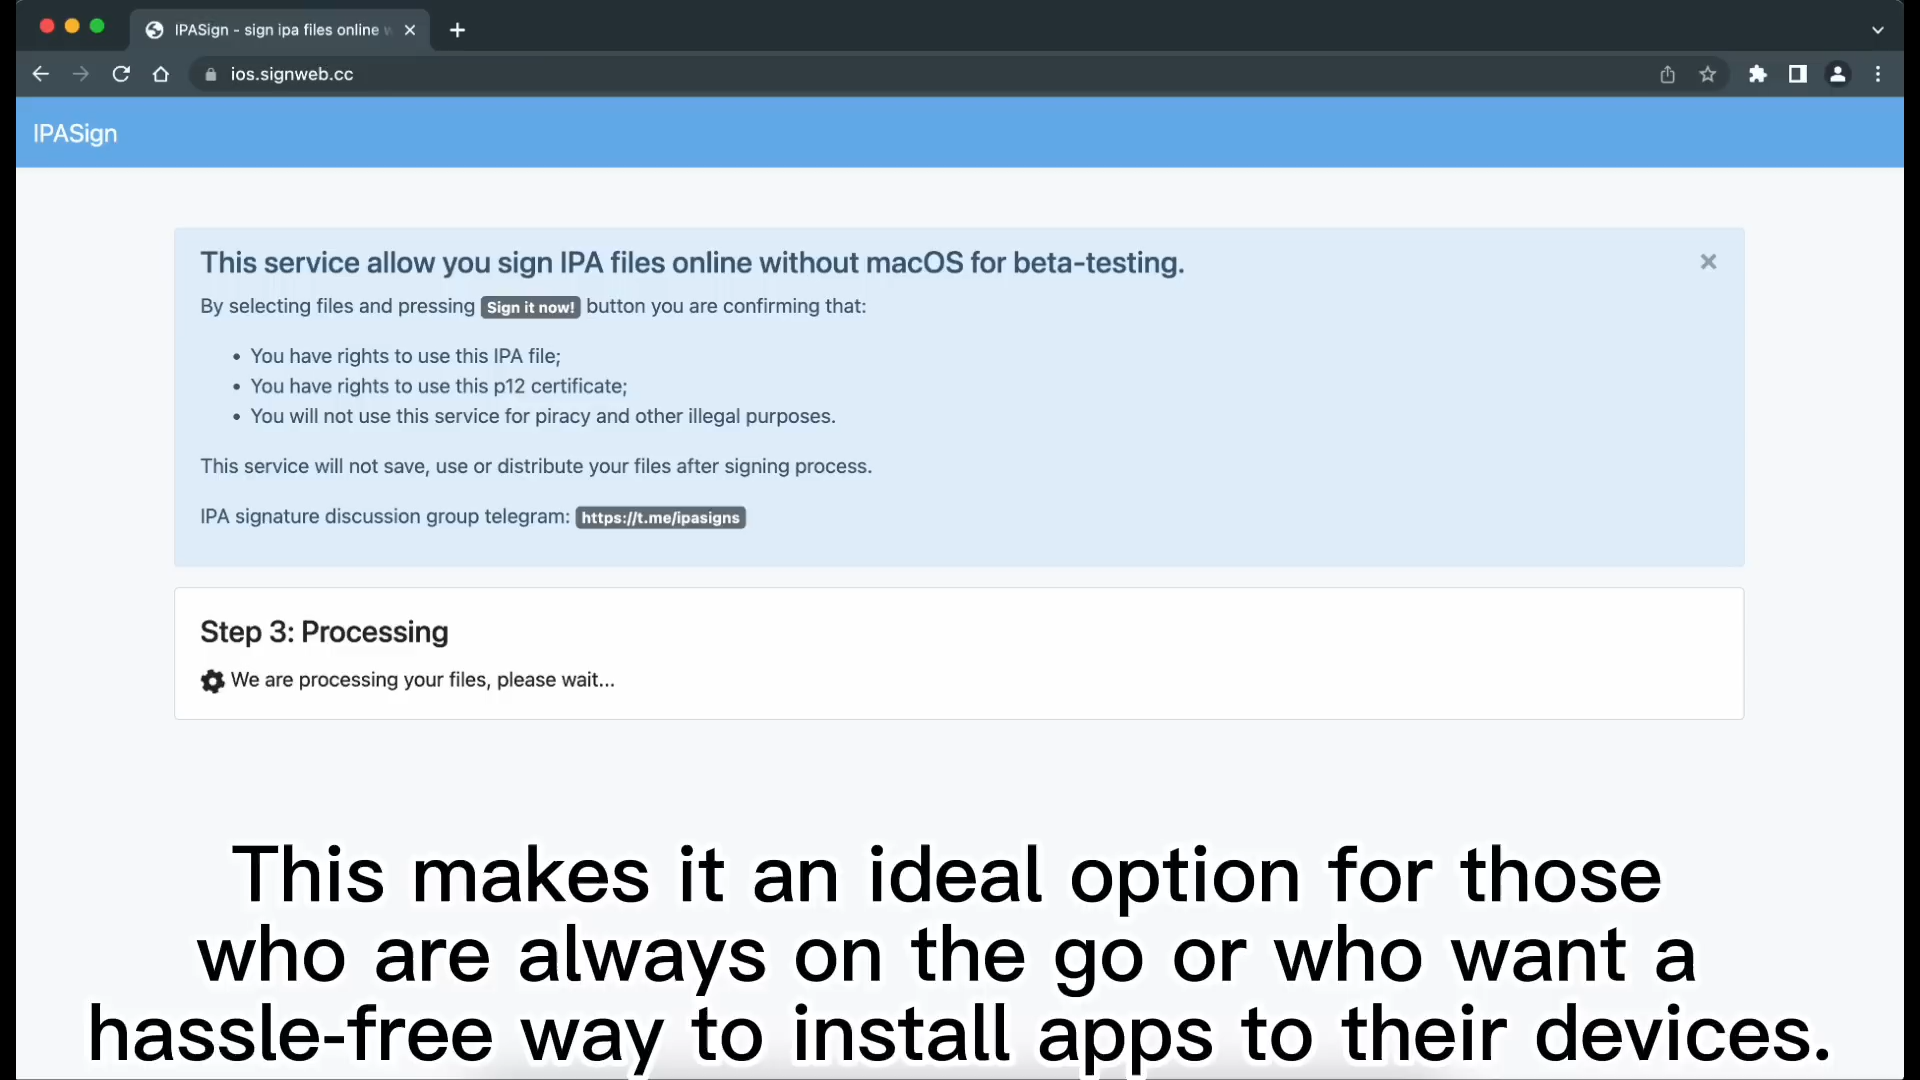 IPASign - sign ipa files online
ios.signweb.cc
IPASign
This service allow you sign IPA files online without macOS for beta-testing.
By selecting files and pressing Sign it now! button you are confirming that:
• You have rights to use this IPA file;
• You have rights to use this p12 certificate;
• You will not use this service for piracy and other illegal purposes.
This service will not save, use or distribute your files after signing process.
IPA signature discussion group telegram: https://t.me/ipasigns
Step 3: Processing
We are processing your files, please wait...
This makes it an ideal option for those
who are always on the go or who want a
hassle-free way to install apps to their devices.